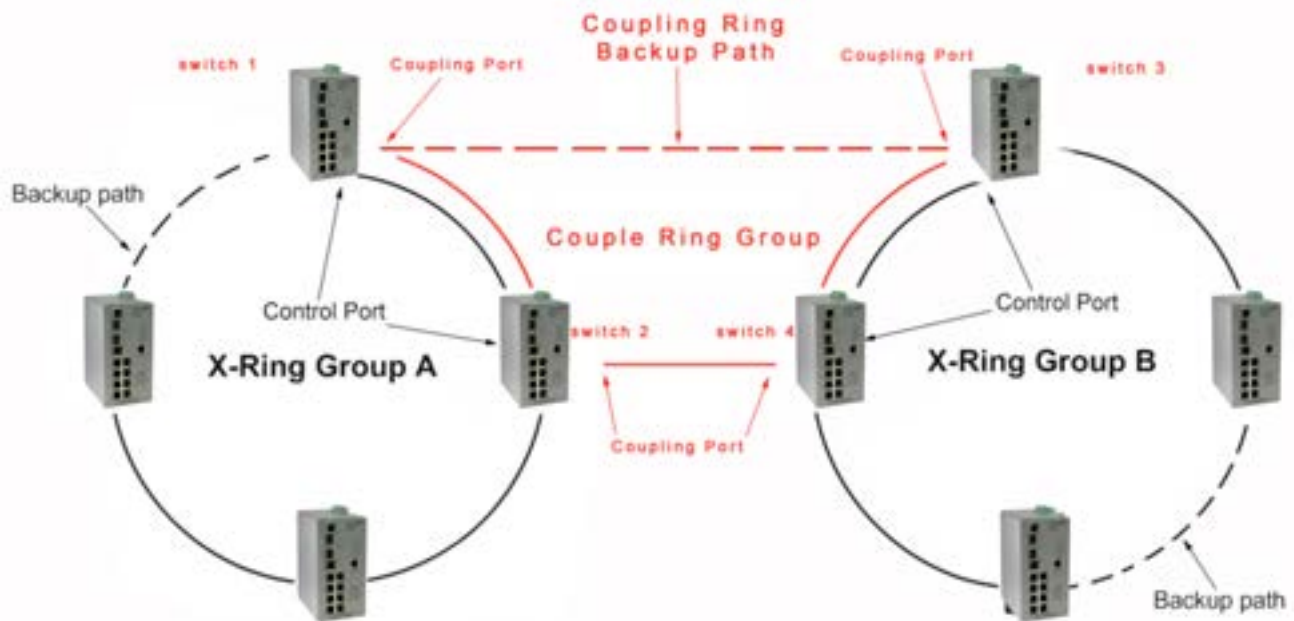 Coupling Ring
Backup Path
switch 1
Coupling Port
Coupling Port
switch 3
Backup path
Couple Ring Group
Control Port
Control Port
switch 2
switch 4
X-Ring Group A
X-Ring Group B
Coupling Port
Backup path